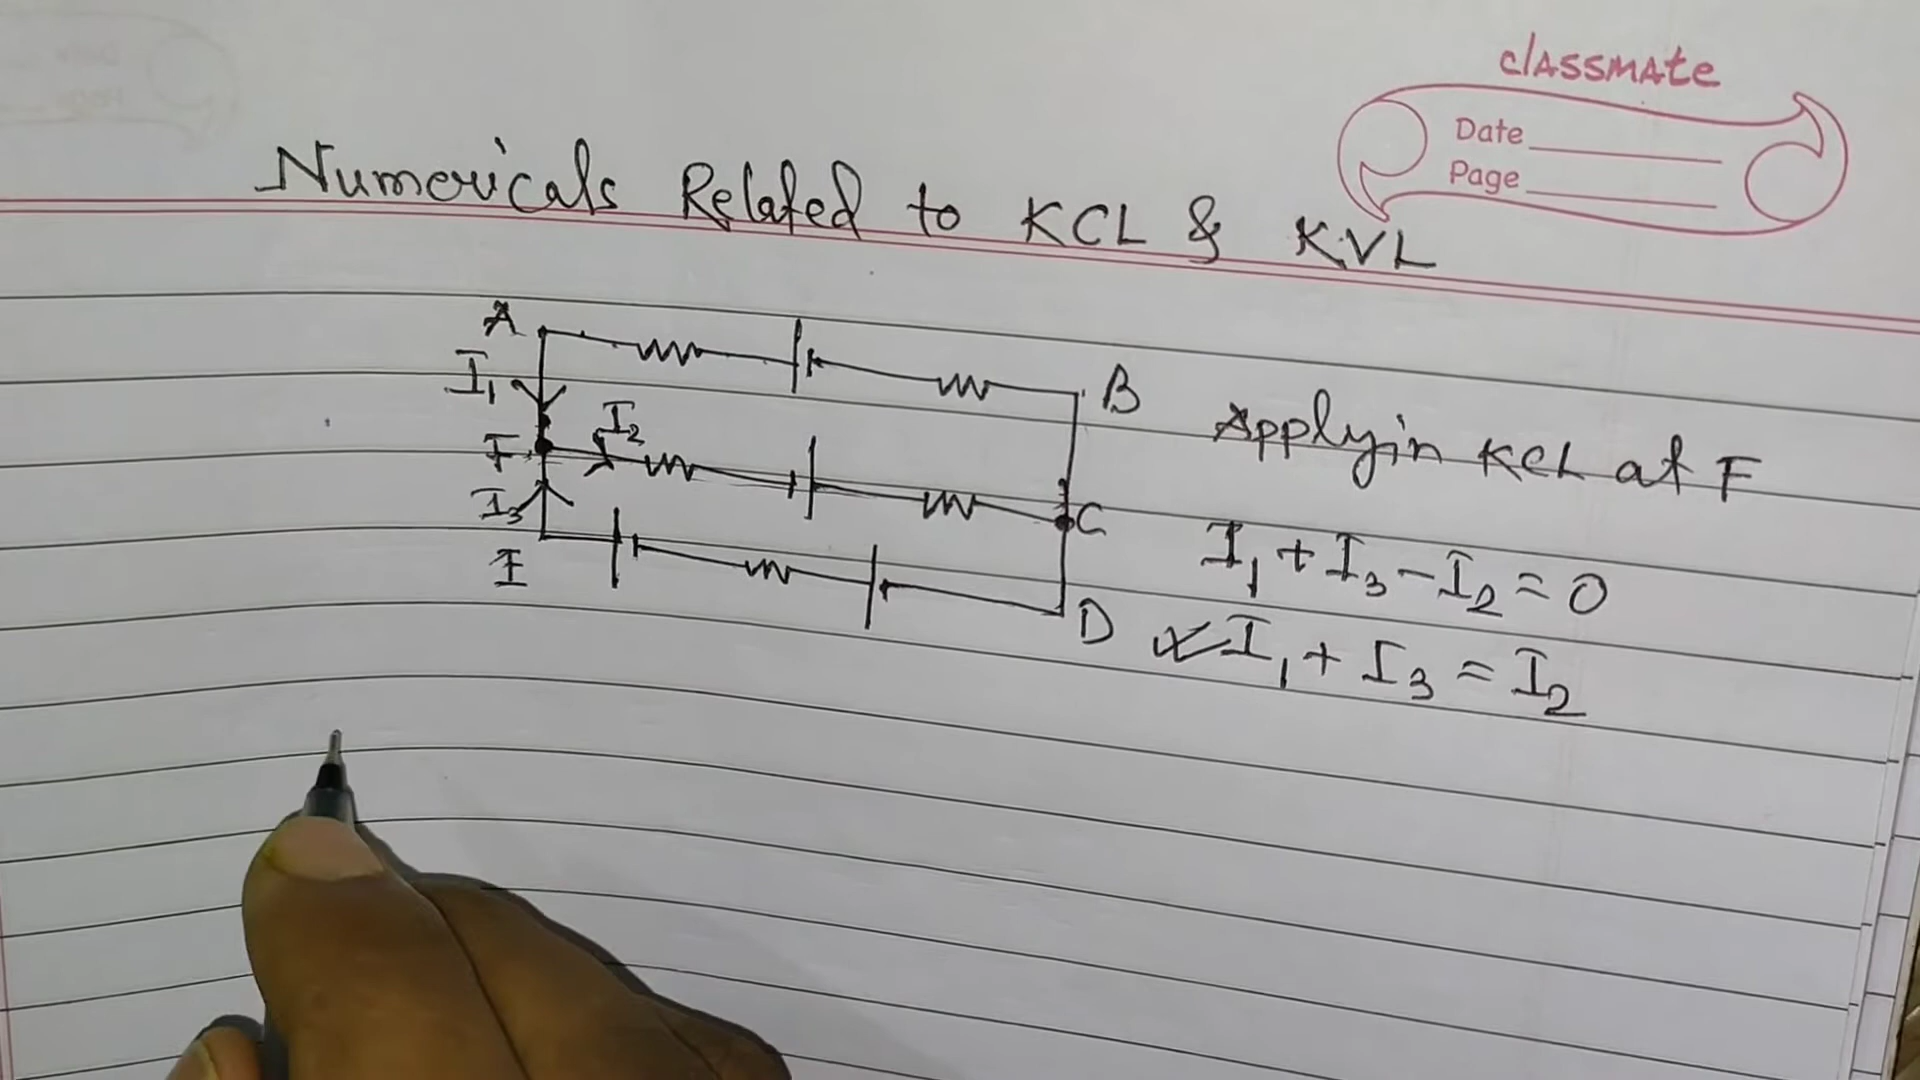 classmate
Date
Page
Numericals Related to KCL & KVL
A
I₁
I₂
F
I₃
E
B
C
D
Applyin KCL at F
I₁ + I₃ - I₂ = 0
I₁ + I₃ = I₂